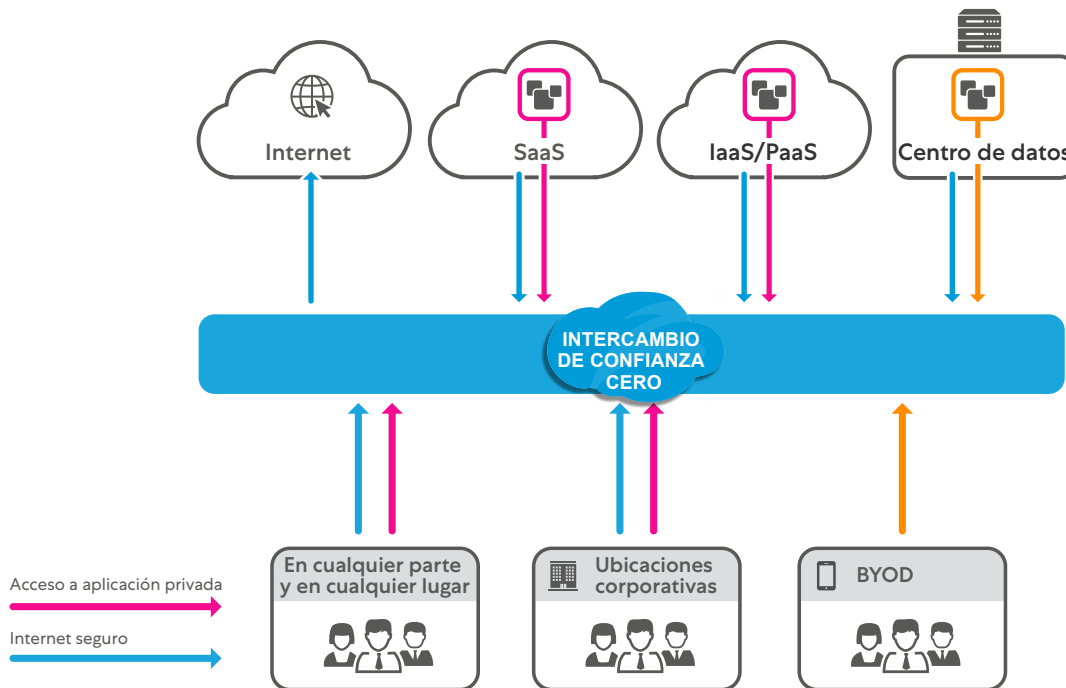 Internet
SaaS
IaaS/PaaS
Centro de datos
INTERCAMBIO
DE CONFIANZA
CERO
En cualquier parte
y en cualquier lugar
Ubicaciones
corporativas
BYOD
Acceso a aplicación privada
Internet seguro